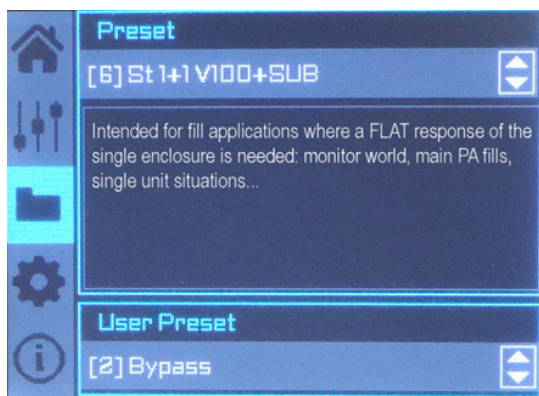 Preset
[6] St 1+1 V100+SUB
Intended for fill applications where a FLAT response of the
single enclosure is needed: monitor world, main PA fills,
single unit situations...
User Preset
[2] Bypass